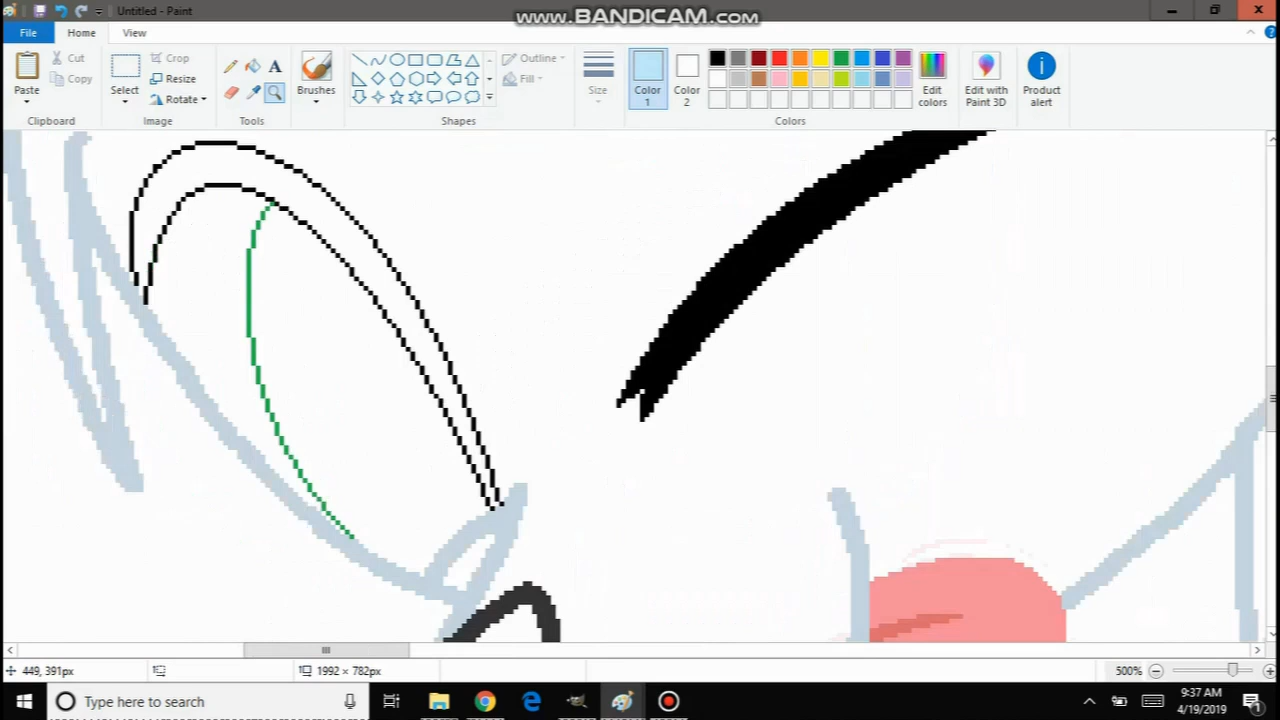 Untitled - Paint
www.BANDICAM.com
File Home View
Paste
Cut
Copy
Clipboard
Select
Crop
Resize
Rotate
Image
A
Tools
Brushes
Outline
Fill
Shapes
Size
Color 1
Color 2
Edit colors
Colors
Edit with Paint 3D
Product alert
449, 391px
1992 × 782px
500%
Type here to search
9:37 AM
4/19/2019
1